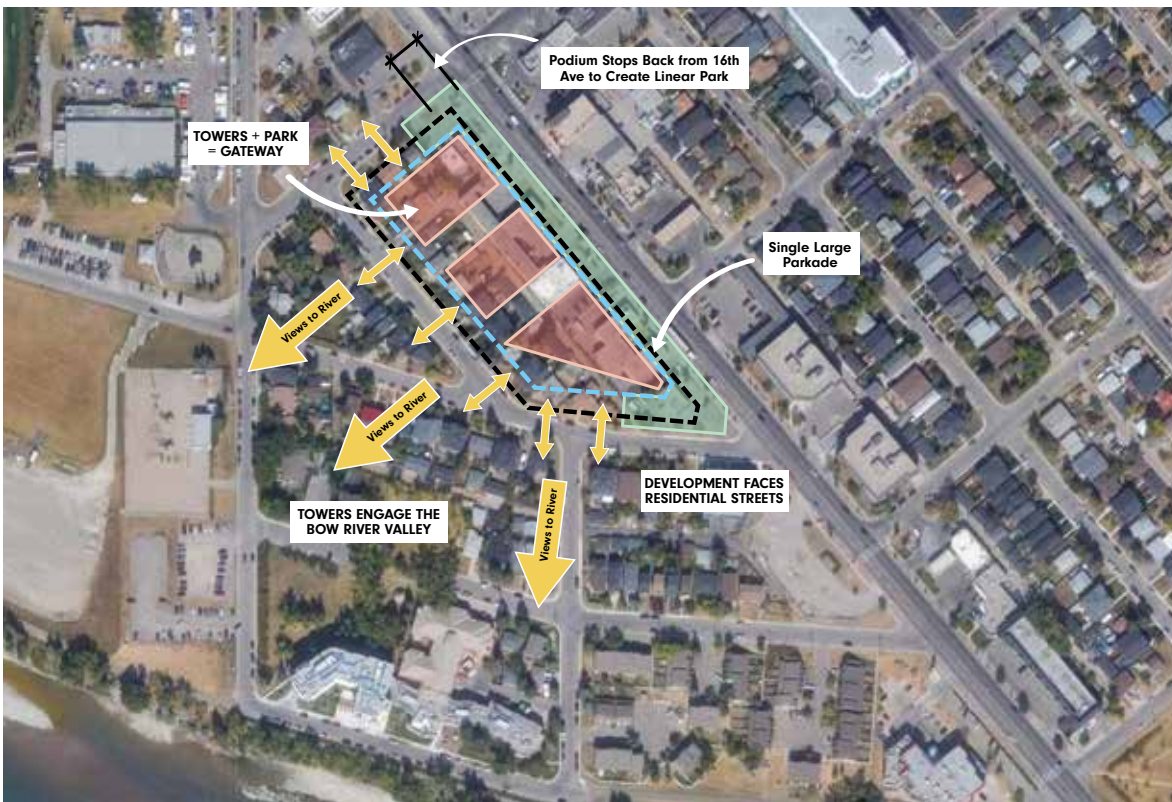 Podium Stops Back from 16th
Ave to Create Linear Park
TOWERS + PARK
= GATEWAY
Single Large
Parkade
Views to River
Views to River
Views to River
DEVELOPMENT FACES
RESIDENTIAL STREETS
TOWERS ENGAGE THE
BOW RIVER VALLEY